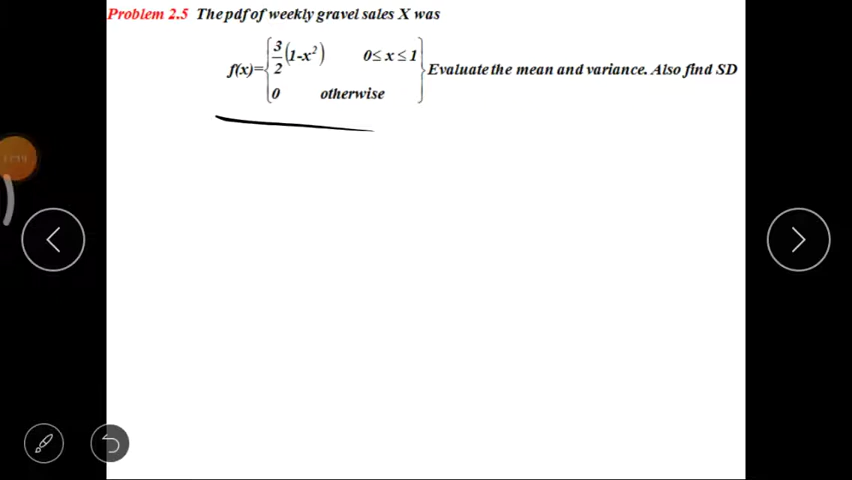 Problem 2.5 The pdf of weekly gravel sales X was
f(x)= { 3/2 (1-x²) 0≤ x ≤ 1
0 otherwise } Evaluate the mean and variance. Also find SD